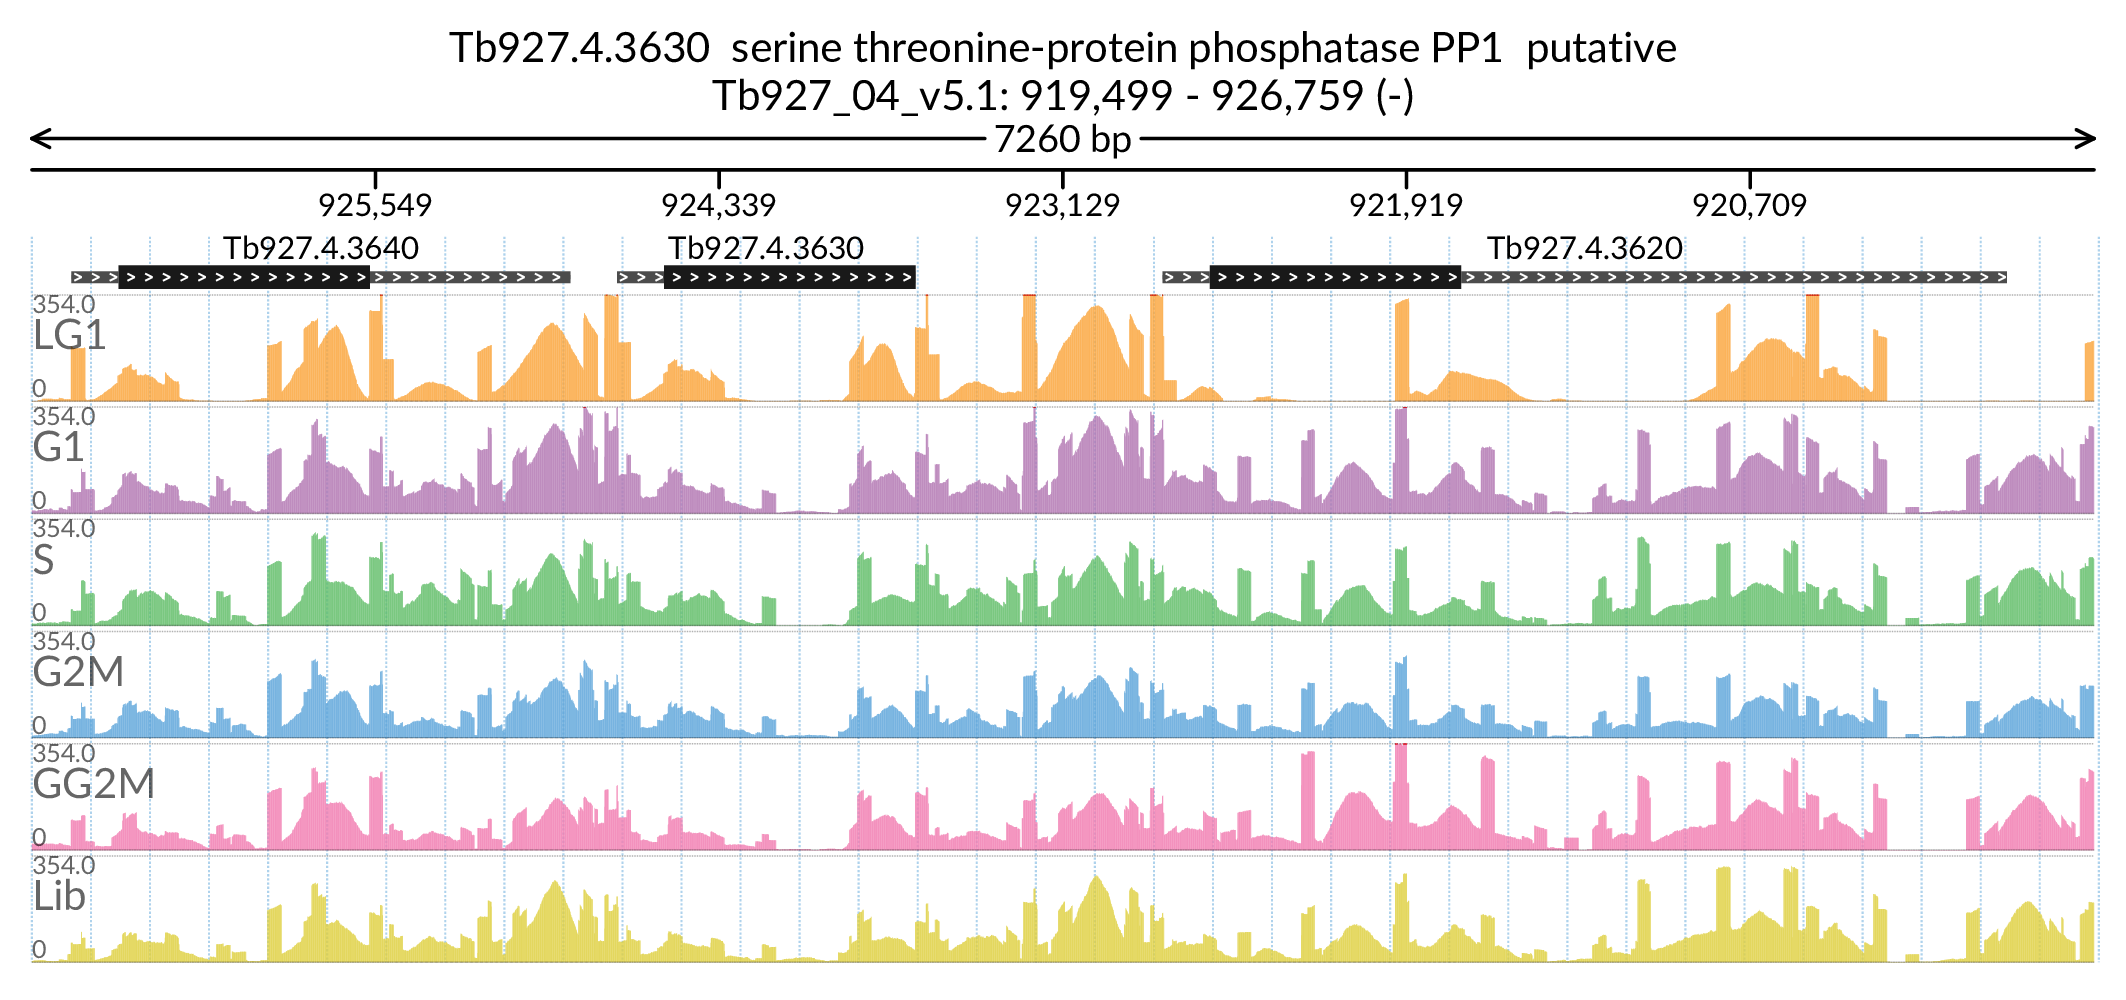 Tb927.4.3630 serine threonine-protein phosphatase PP1 putative
Tb927_04_v5.1: 919,499 - 926,759 (-)
7260 bp
925,549 924,339 923,129 921,919 920,709
Tb927.4.3640 Tb927.4.3630 Tb927.4.3620
354.0
LG1
0
354.0
G1
0
354.0
S
0
354.0
G2M
0
354.0
GG2M
0
354.0
Lib
0